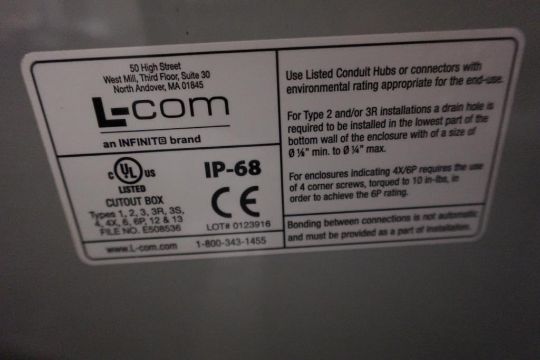 50 High Street
West Mill, Third Floor, Suite 30
North Andover, MA 01845
L-com
an INFINIT® brand
c UL US
LISTED
IP-68
CE
CUTOUT BOX
Types 1, 2, 3, 3R, 3S,
4, 4X, 6, 6P, 12 & 13
FILE NO. E508536
LOT# 0123916
www.L-com.com
1-800-343-1455
Use Listed Conduit Hubs or connectors with
environmental rating appropriate for the end-use.
For Type 2 and/or 3R installations a drain hole is
required to be installed in the lowest part of the
bottom wall of the enclosure with of a size of
Ø ⅛" min. to Ø ¼" max.
For enclosures indicating 4X/6P requires the use
of 4 corner screws, torqued to 10 in-lbs, in
order to achieve the 6P rating.
Bonding between connections is not automatic
and must be provided as a part of installation.